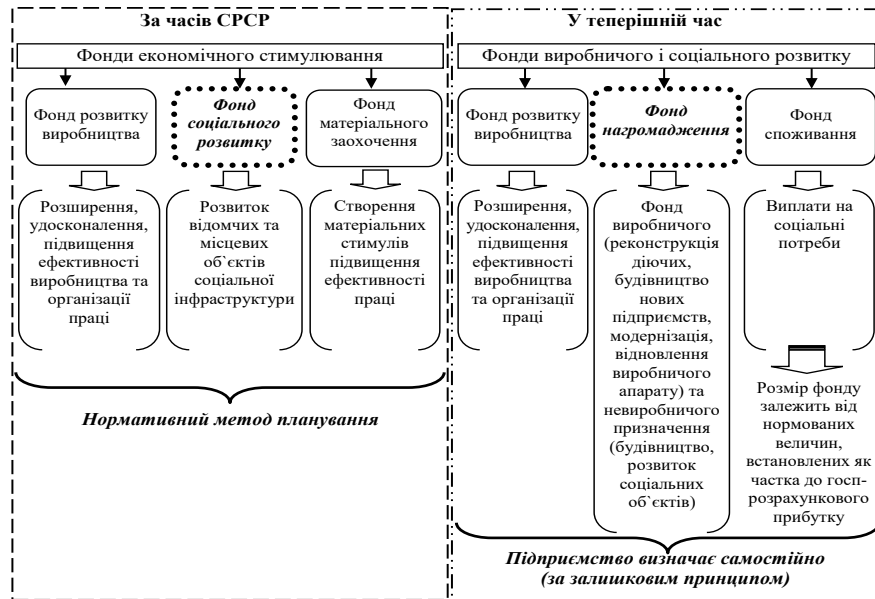 За часів СРСР
Фонди економічного стимулювання
Фонд розвитку
виробництва
Фонд
соціального
розвитку
Фонд
матеріального
заохочення
Розширення,
удосконалення,
підвищення
ефективності
виробництва та
організації
праці
Розвиток
відомчих та
місцевих
об`єктів
соціальної
інфраструктури
Створення
матеріальних
стимулів
підвищення
ефективності
праці
Нормативний метод планування
У теперішній час
Фонди виробничого і соціального розвитку
Фонд розвитку
виробництва
Фонд
нагромадження
Фонд
споживання
Розширення,
удосконалення,
підвищення
ефективності
виробництва
та організації
праці
Фонд
виробничого
(реконструкція
діючих,
будівництво
нових
підприємств,
модернізація,
відновлення
виробничого
апарату) та
невиробничого
призначення
(будівництво,
розвиток
соціальних
об`єктів)
Виплати на
соціальні
потреби
Розмір фонду
залежить від
нормованих
величин,
встановлених як
частка до госп-
розрахункового
прибутку
Підприємство визначає самостійно
(за залишковим принципом)